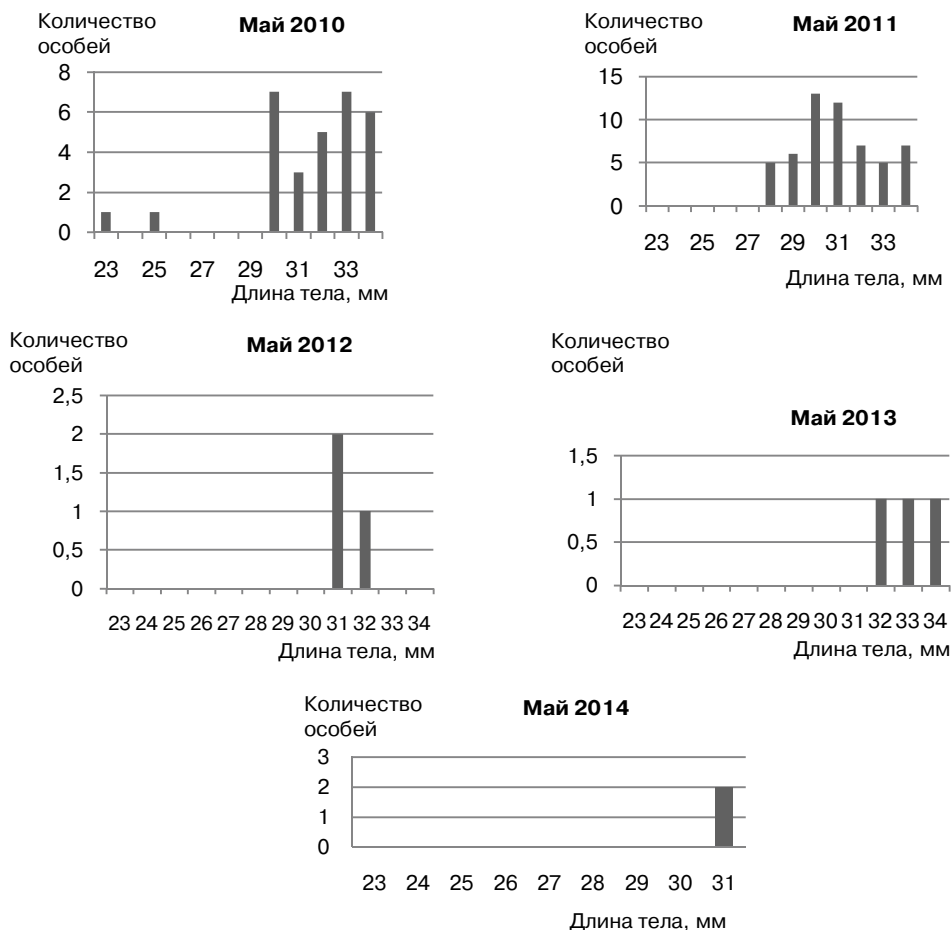 Количество
особей
Май 2010
8
6
4
2
0
23 25 27 29 31 33
Длина тела, мм
Количество
особей
Май 2011
15
10
5
0
23 25 27 29 31 33
Длина тела, мм
Количество
особей
Май 2012
2,5
2
1,5
1
0,5
0
23 24 25 26 27 28 29 30 31 32 33 34
Длина тела, мм
Количество
особей
Май 2013
1,5
1
0,5
0
23 24 25 26 27 28 29 30 31 32 33 34
Длина тела, мм
Количество
особей
Май 2014
3
2
1
0
23 24 25 26 27 28 29 30 31
Длина тела, мм